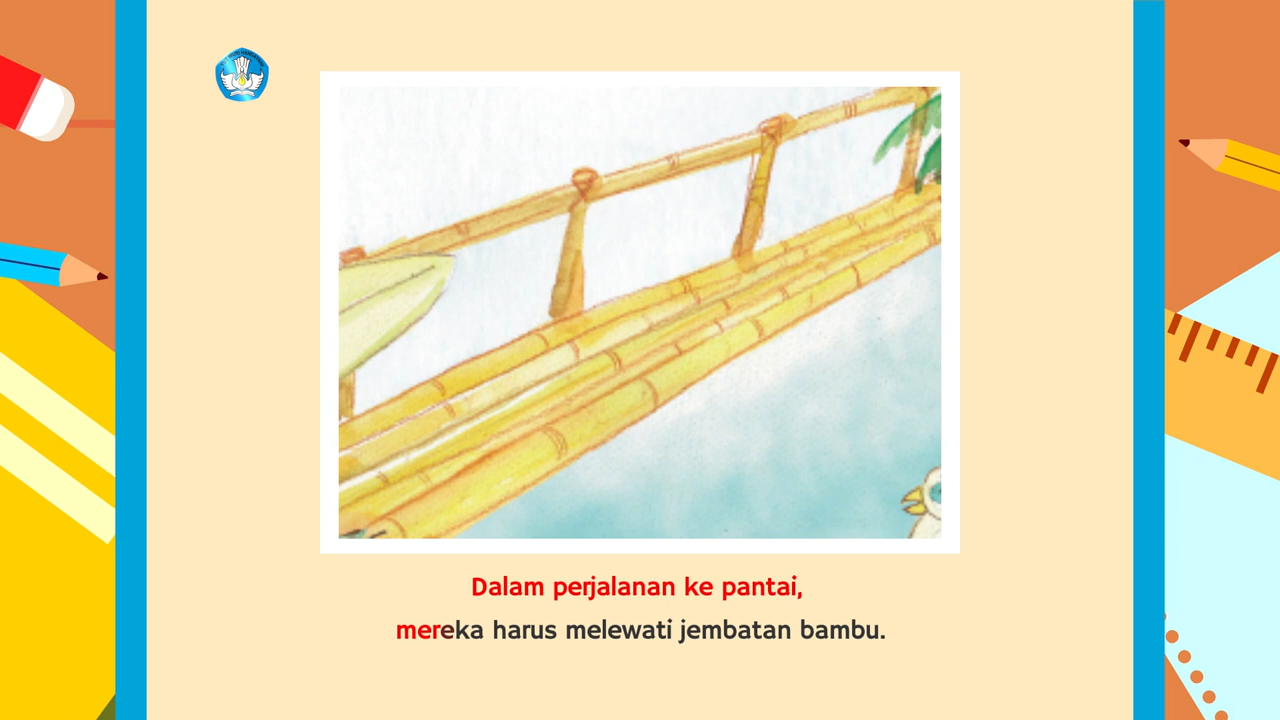 Dalam perjalanan ke pantai,
mereka harus melewati jembatan bambu.